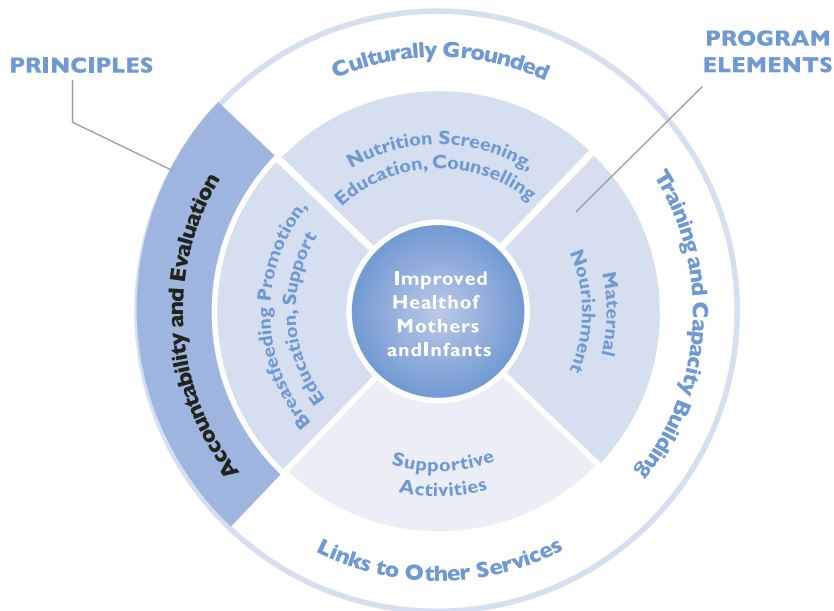 PRINCIPLES
PROGRAM
ELEMENTS
Culturally Grounded
Nutrition Screening,
Education, Counselling
Training and Capacity Building
Maternal
Nourishment
Accountability and Evaluation
Breastfeeding Promotion,
Education, Support
Improved
Healthof
Mothers
andInfants
Supportive
Activities
Links to Other Services